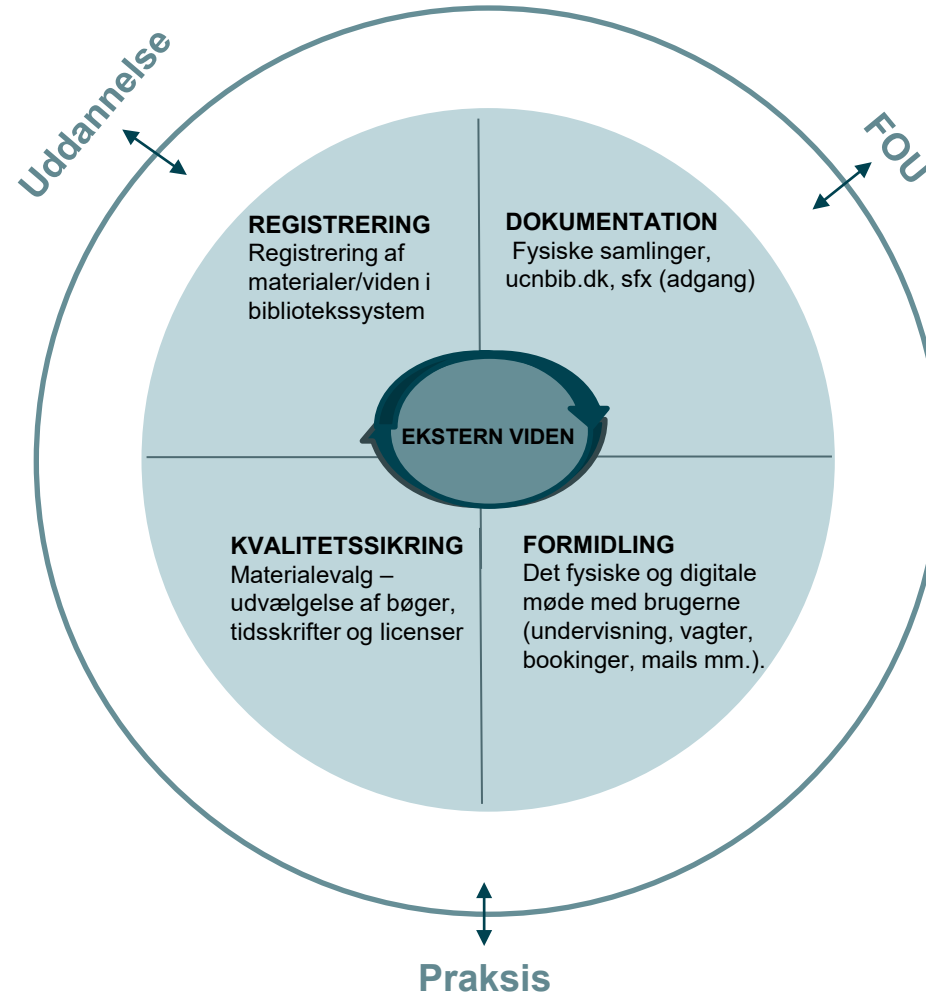 Uddannelse
FOU
REGISTRERING
Registrering af
materialer/viden i
bibliotekssystem
DOKUMENTATION
Fysiske samlinger,
ucnbib.dk, sfx (adgang)
EKSTERN VIDEN
KVALITETSSIKRING
Materialevalg –
udvælgelse af bøger,
tidsskrifter og licenser
FORMIDLING
Det fysiske og digitale
møde med brugerne
(undervisning, vagter,
bookinger, mails mm.).
Praksis